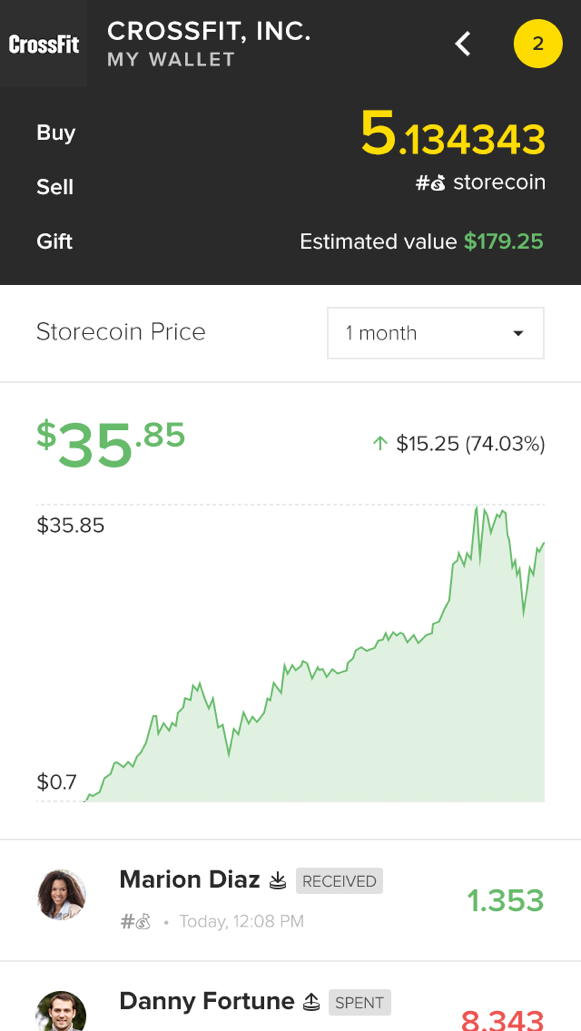 CrossFit
CROSSFIT, INC.
MY WALLET
2
Buy
5.134343
Sell
# storecoin
Gift
Estimated value $179.25
Storecoin Price
1 month
$35.85
↑ $15.25 (74.03%)
$35.85
$0.7
Marion Diaz RECEIVED
1.353
# • Today, 12:08 PM
Danny Fortune SPENT
8.343